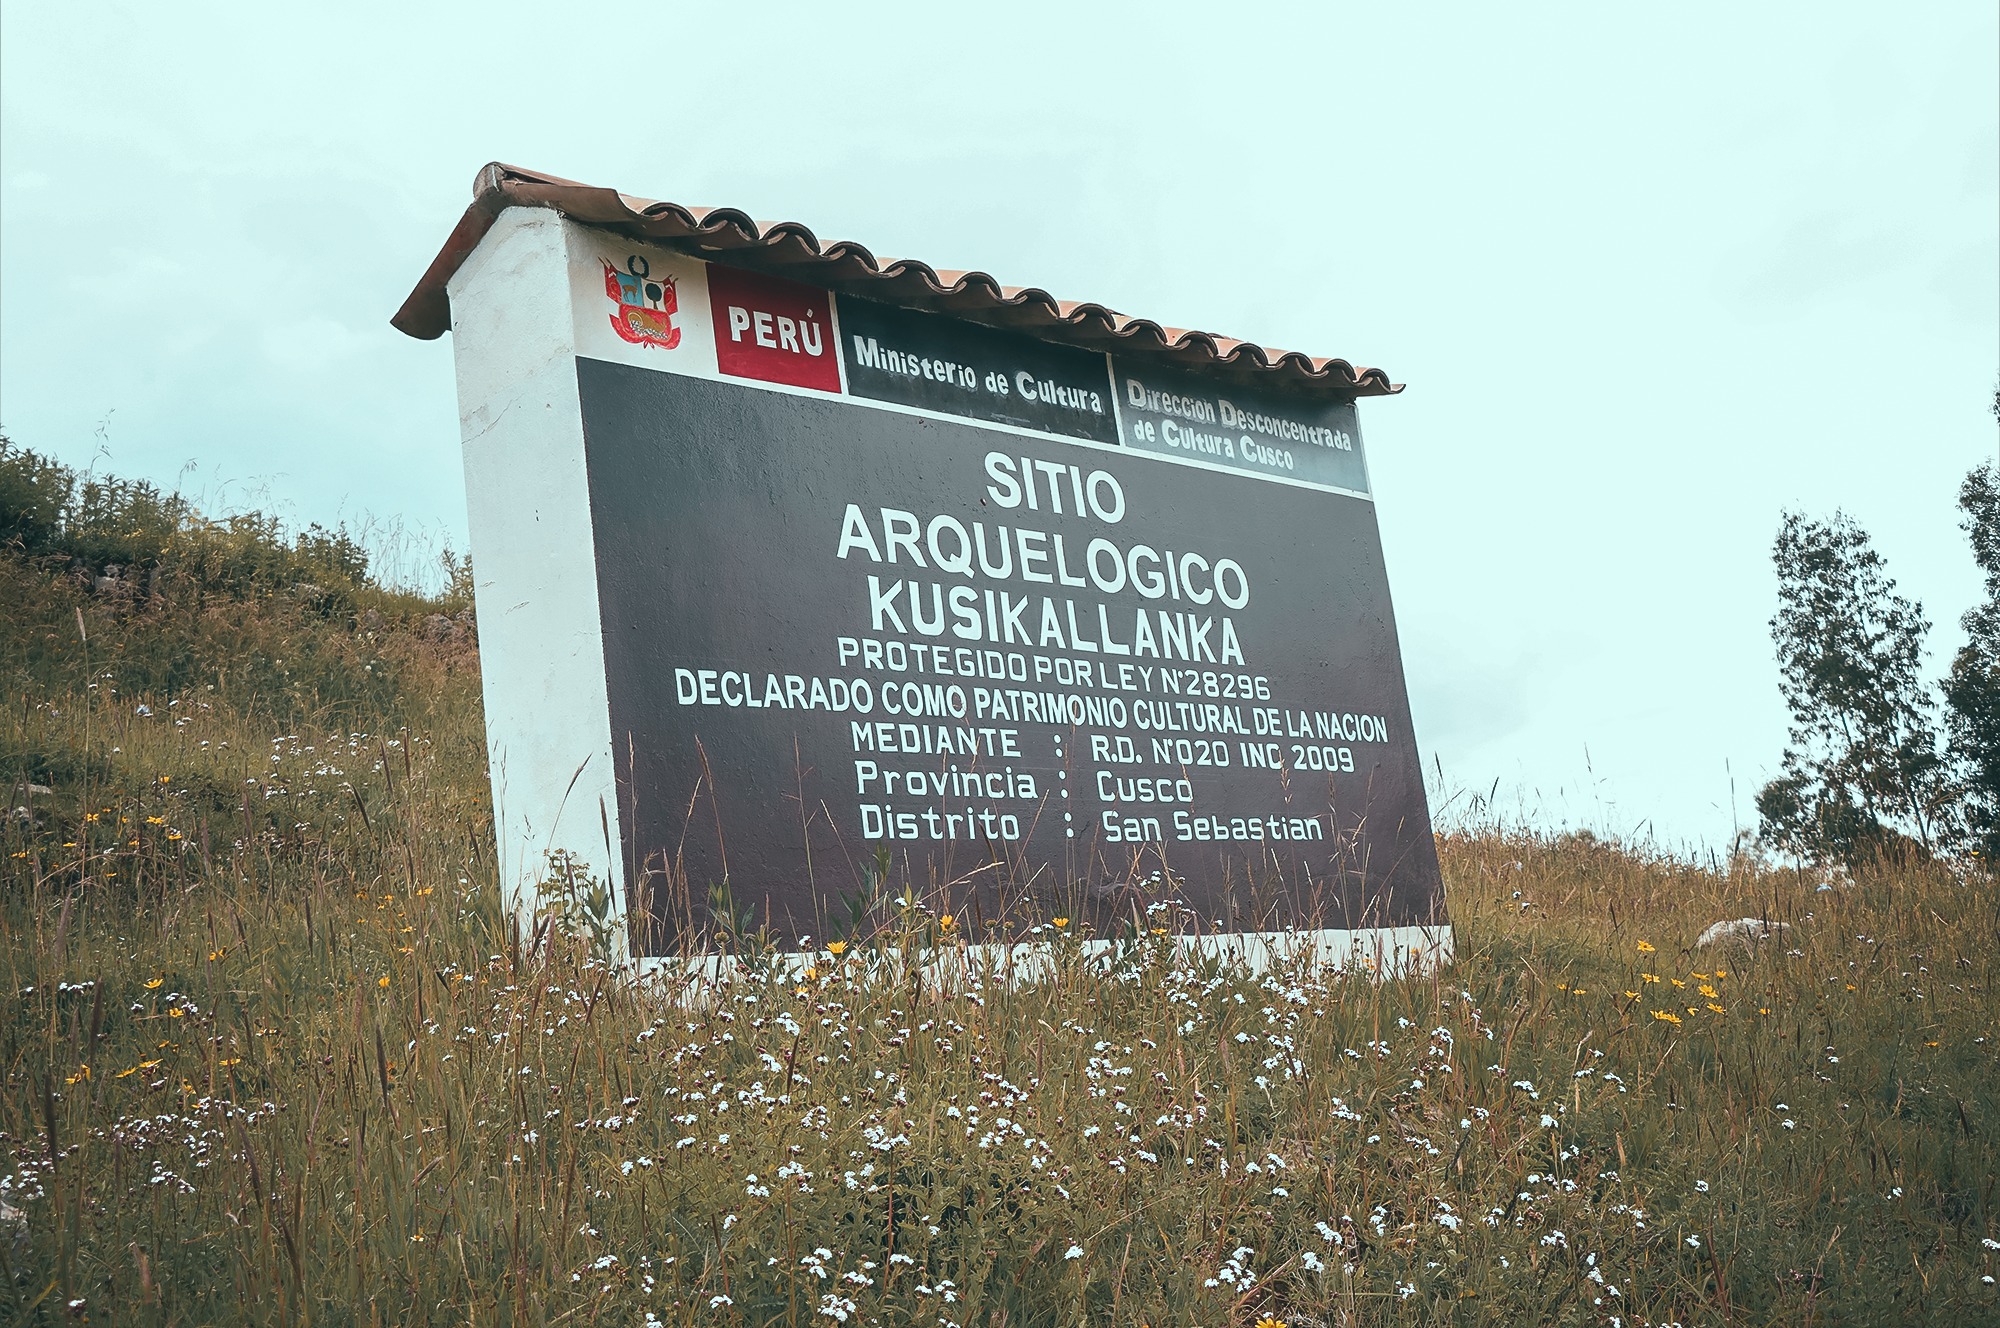 PERÚ
Ministerio de Cultura
Direccion Desconcentrada
de Cultura Cusco
SITIO
ARQUELOGICO
KUSIKALLANKA
PROTEGIDO POR LEY N°28296
DECLARADO COMO PATRIMONIO CULTURAL DE LA NACION
MEDIANTE : R.D. N°020 INC 2009
Provincia : Cusco
Distrito : San Sebastian